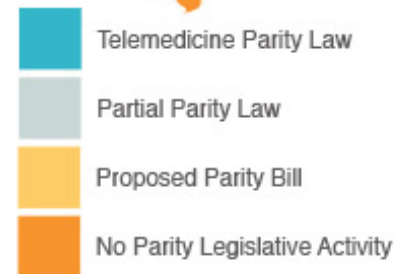 Telemedicine Parity Law
Partial Parity Law
Proposed Parity Bill
No Parity Legislative Activity